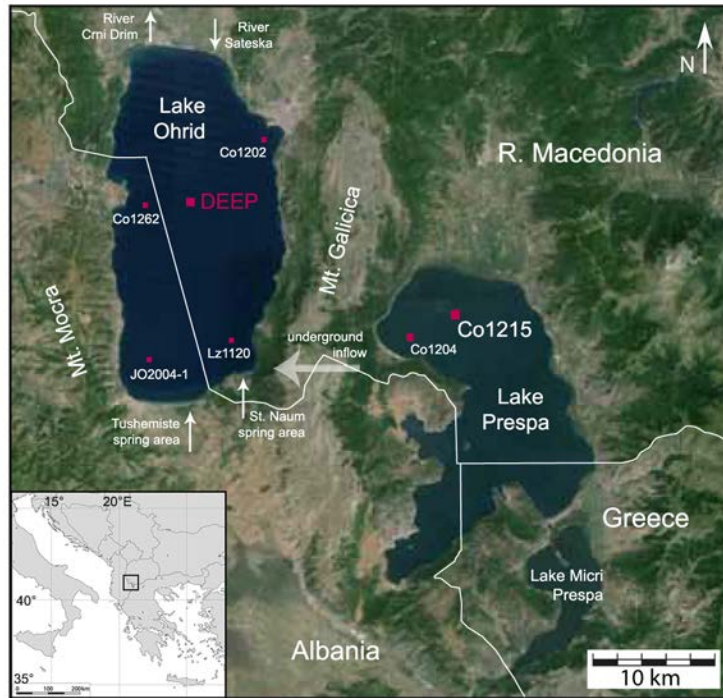 River
Crni Drim
River
Sateska
N
Lake
Ohrid
Co1202
R. Macedonia
DEEP
Co1262
Mt. Galicica
Mt. Mocra
Co1215
Co1204
underground
inflow
Lz1120
JO2004-1
Lake
Prespa
Tushemiste
spring area
St. Naum
spring area
15°
20°E
40°
35°
0 50 100 200km
Greece
Lake Micri
Prespa
Albania
10 km